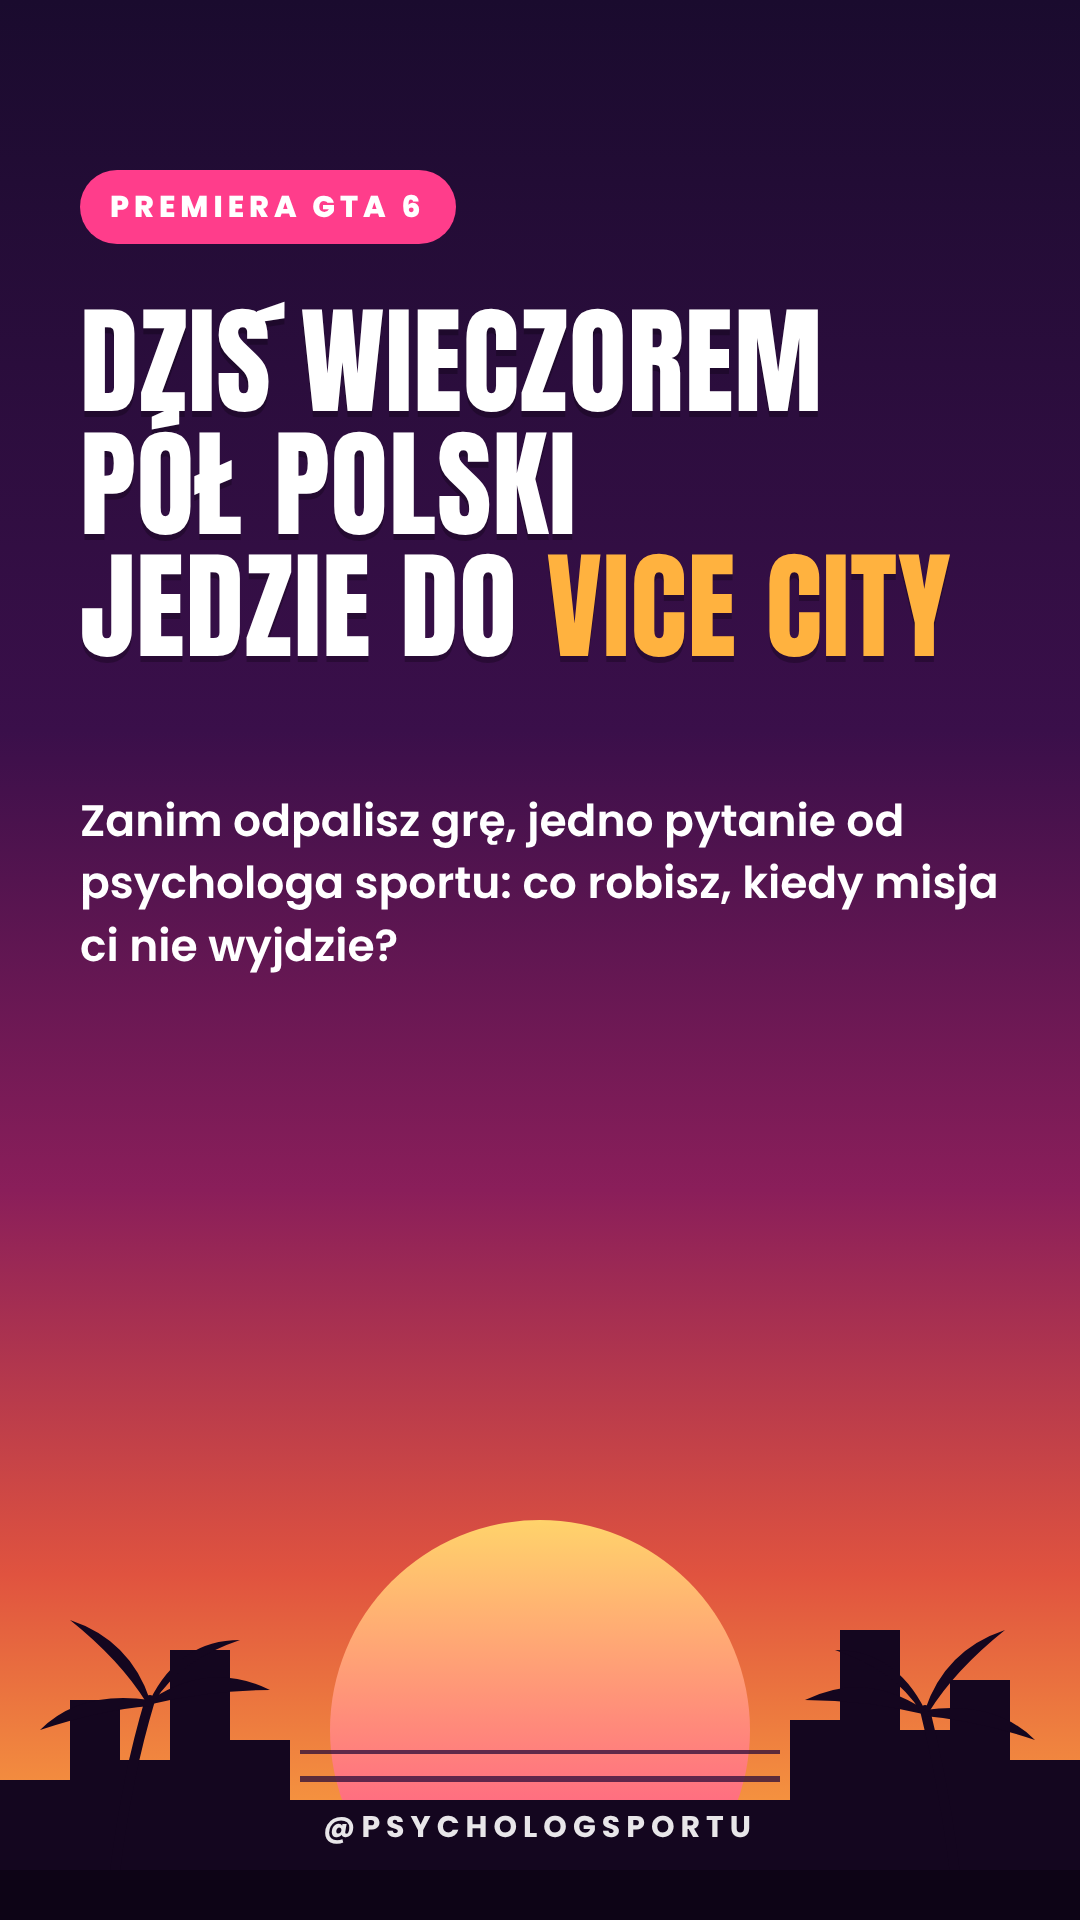 PREMIERA GTA 6
DZIŚ WIECZOREM
PÓŁ POLSKI
JEDZIE DO VICE CITY
Zanim odpalisz grę, jedno pytanie od
psychologa sportu: co robisz, kiedy misja
ci nie wyjdzie?
@PSYCHOLOGSPORTU